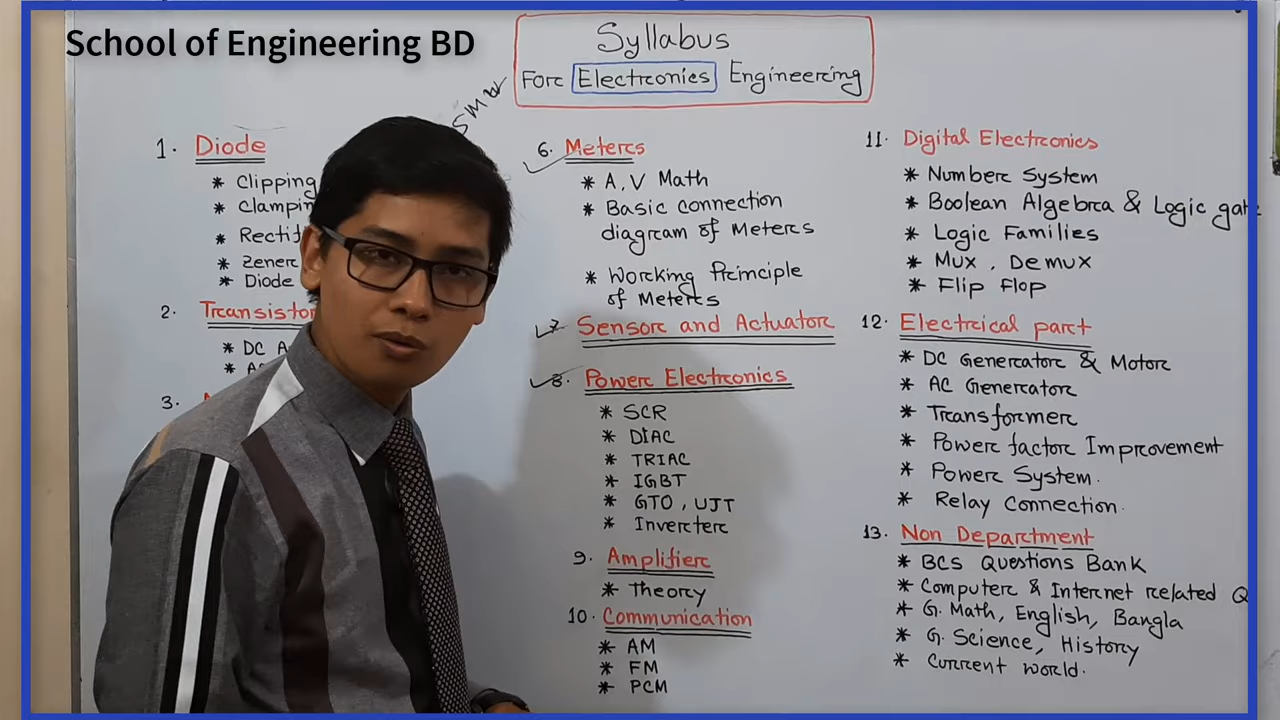 School of Engineering BD
Syllabus
For Electronics Engineering
1. Diode
* Clipping
* Clampin
* Rectif
* Zener
* Diode
2. Transistor
* DC A
* A
3.
6. Meters
* A, V Math
* Basic connection
diagram of Meters
* Working Principle
of Meters
7. Sensor and Actuator
8. Power Electronics
* SCR
* DIAC
* TRIAC
* IGBT
* GTO, UJT
* Inverter
9. Amplifier
* Theory
10. Communication
* AM
* FM
* PCM
11. Digital Electronics
* Number System
* Boolean Algebra & Logic gate
* Logic Families
* Mux, Demux
* Flip Flop
12. Electrical part
* DC Generator & Motor
* AC Generator
* Transformer
* Power factor Improvement
* Power System.
* Relay Connection.
13. Non Department
* BCS Questions Bank
* Computer & Internet related Q
* G. Math, English, Bangla
* G. Science, History
* Current world.